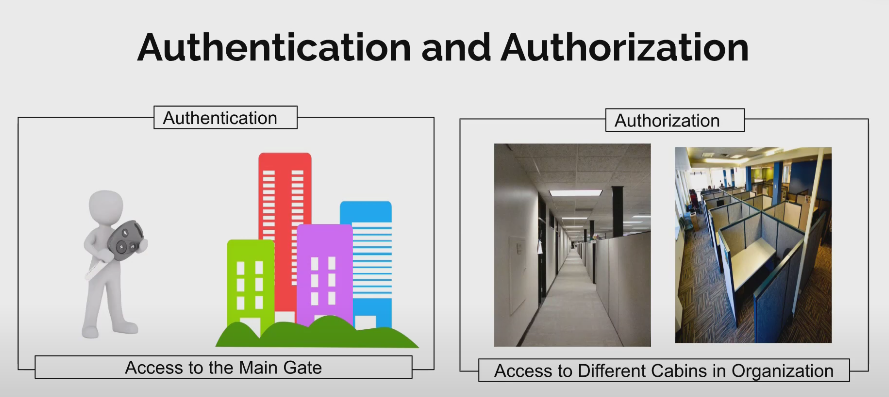 Authentication and Authorization
Authentication
Authorization
Access to the Main Gate
Access to Different Cabins in Organization